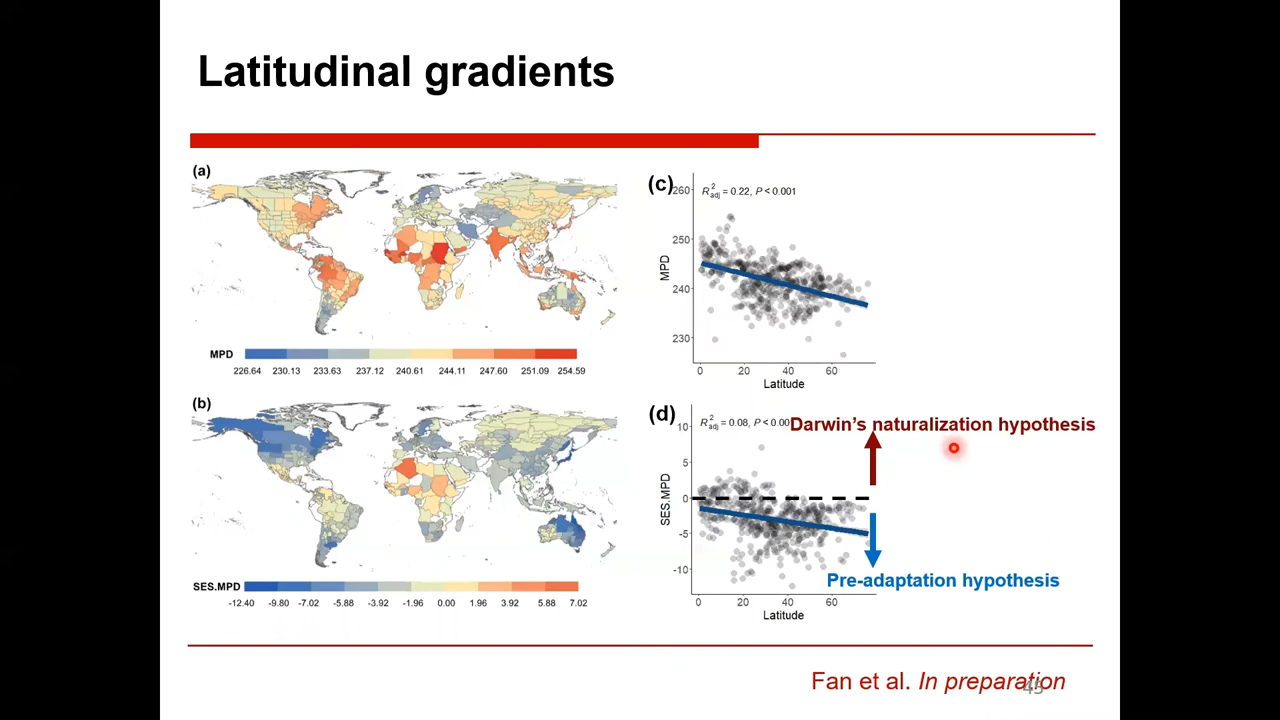 Latitudinal gradients
(a)
MPD
226.64 230.13 233.63 237.12 240.61 244.11 247.60 251.09 254.59
(b)
SES.MPD
-12.40 -9.80 -7.02 -5.88 -3.92 -1.96 0.00 1.96 3.92 5.88 7.02
(c)
R²adj = 0.22, P < 0.001
260
250
240
230
MPD
0 20 40 60
Latitude
(d)
R²adj = 0.08, P < 0.00
Darwin's naturalization hypothesis
10
5
0
-5
-10
SES.MPD
Pre-adaptation hypothesis
0 20 40 60
Latitude
Fan et al. In preparation
45